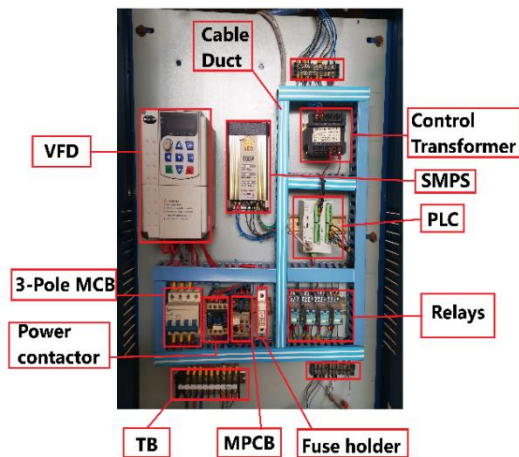 Cable
Duct
VFD
Control
Transformer
SMPS
PLC
3-Pole MCB
Relays
Power
contactor
TB
MPCB
Fuse holder